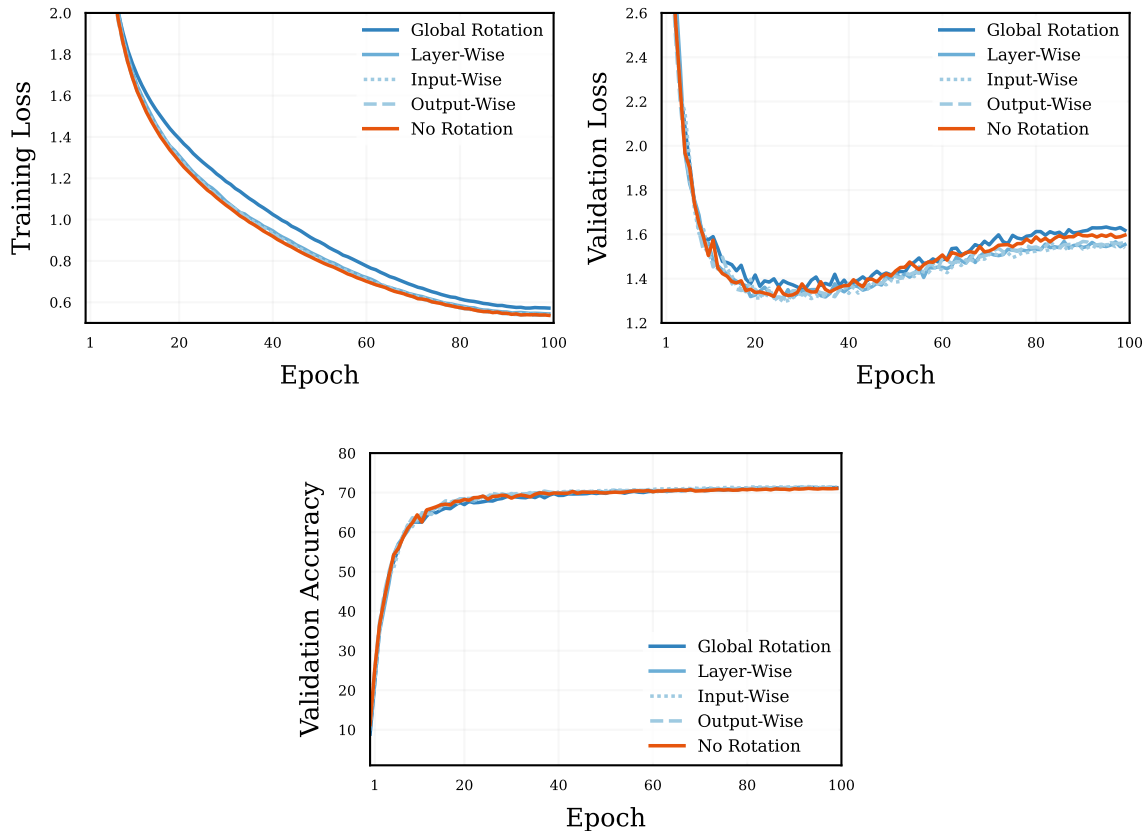 Training Loss
2.0
1.8
1.6
1.4
1.2
1.0
0.8
0.6
1 20 40 60 80 100
Epoch
Global Rotation
Layer-Wise
Input-Wise
Output-Wise
No Rotation
Validation Loss
2.6
2.4
2.2
2.0
1.8
1.6
1.4
1.2
1 20 40 60 80 100
Epoch
Global Rotation
Layer-Wise
Input-Wise
Output-Wise
No Rotation
Validation Accuracy
80
70
60
50
40
30
20
10
1 20 40 60 80 100
Epoch
Global Rotation
Layer-Wise
Input-Wise
Output-Wise
No Rotation